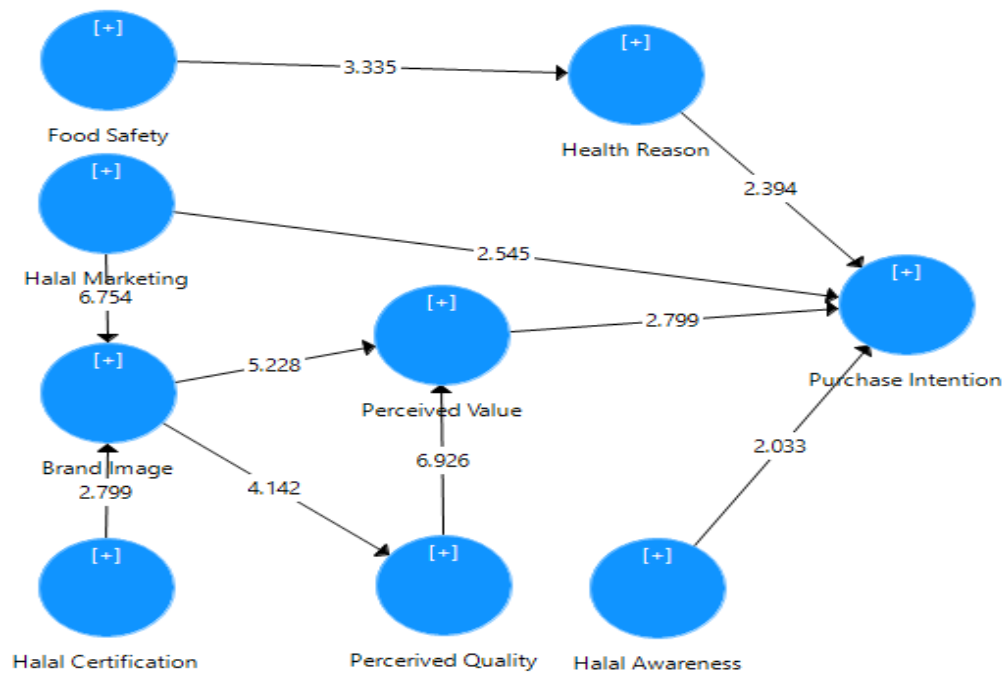 [+]
Food Safety
3.335
[+]
Health Reason
2.394
[+]
Halal Marketing
6.754
2.545
[+]
Purchase Intention
[+]
Perceived Value
2.799
5.228
[+]
Brand Image
2.799
4.142
6.926
2.033
[+]
Halal Certification
[+]
Percerived Quality
[+]
Halal Awareness